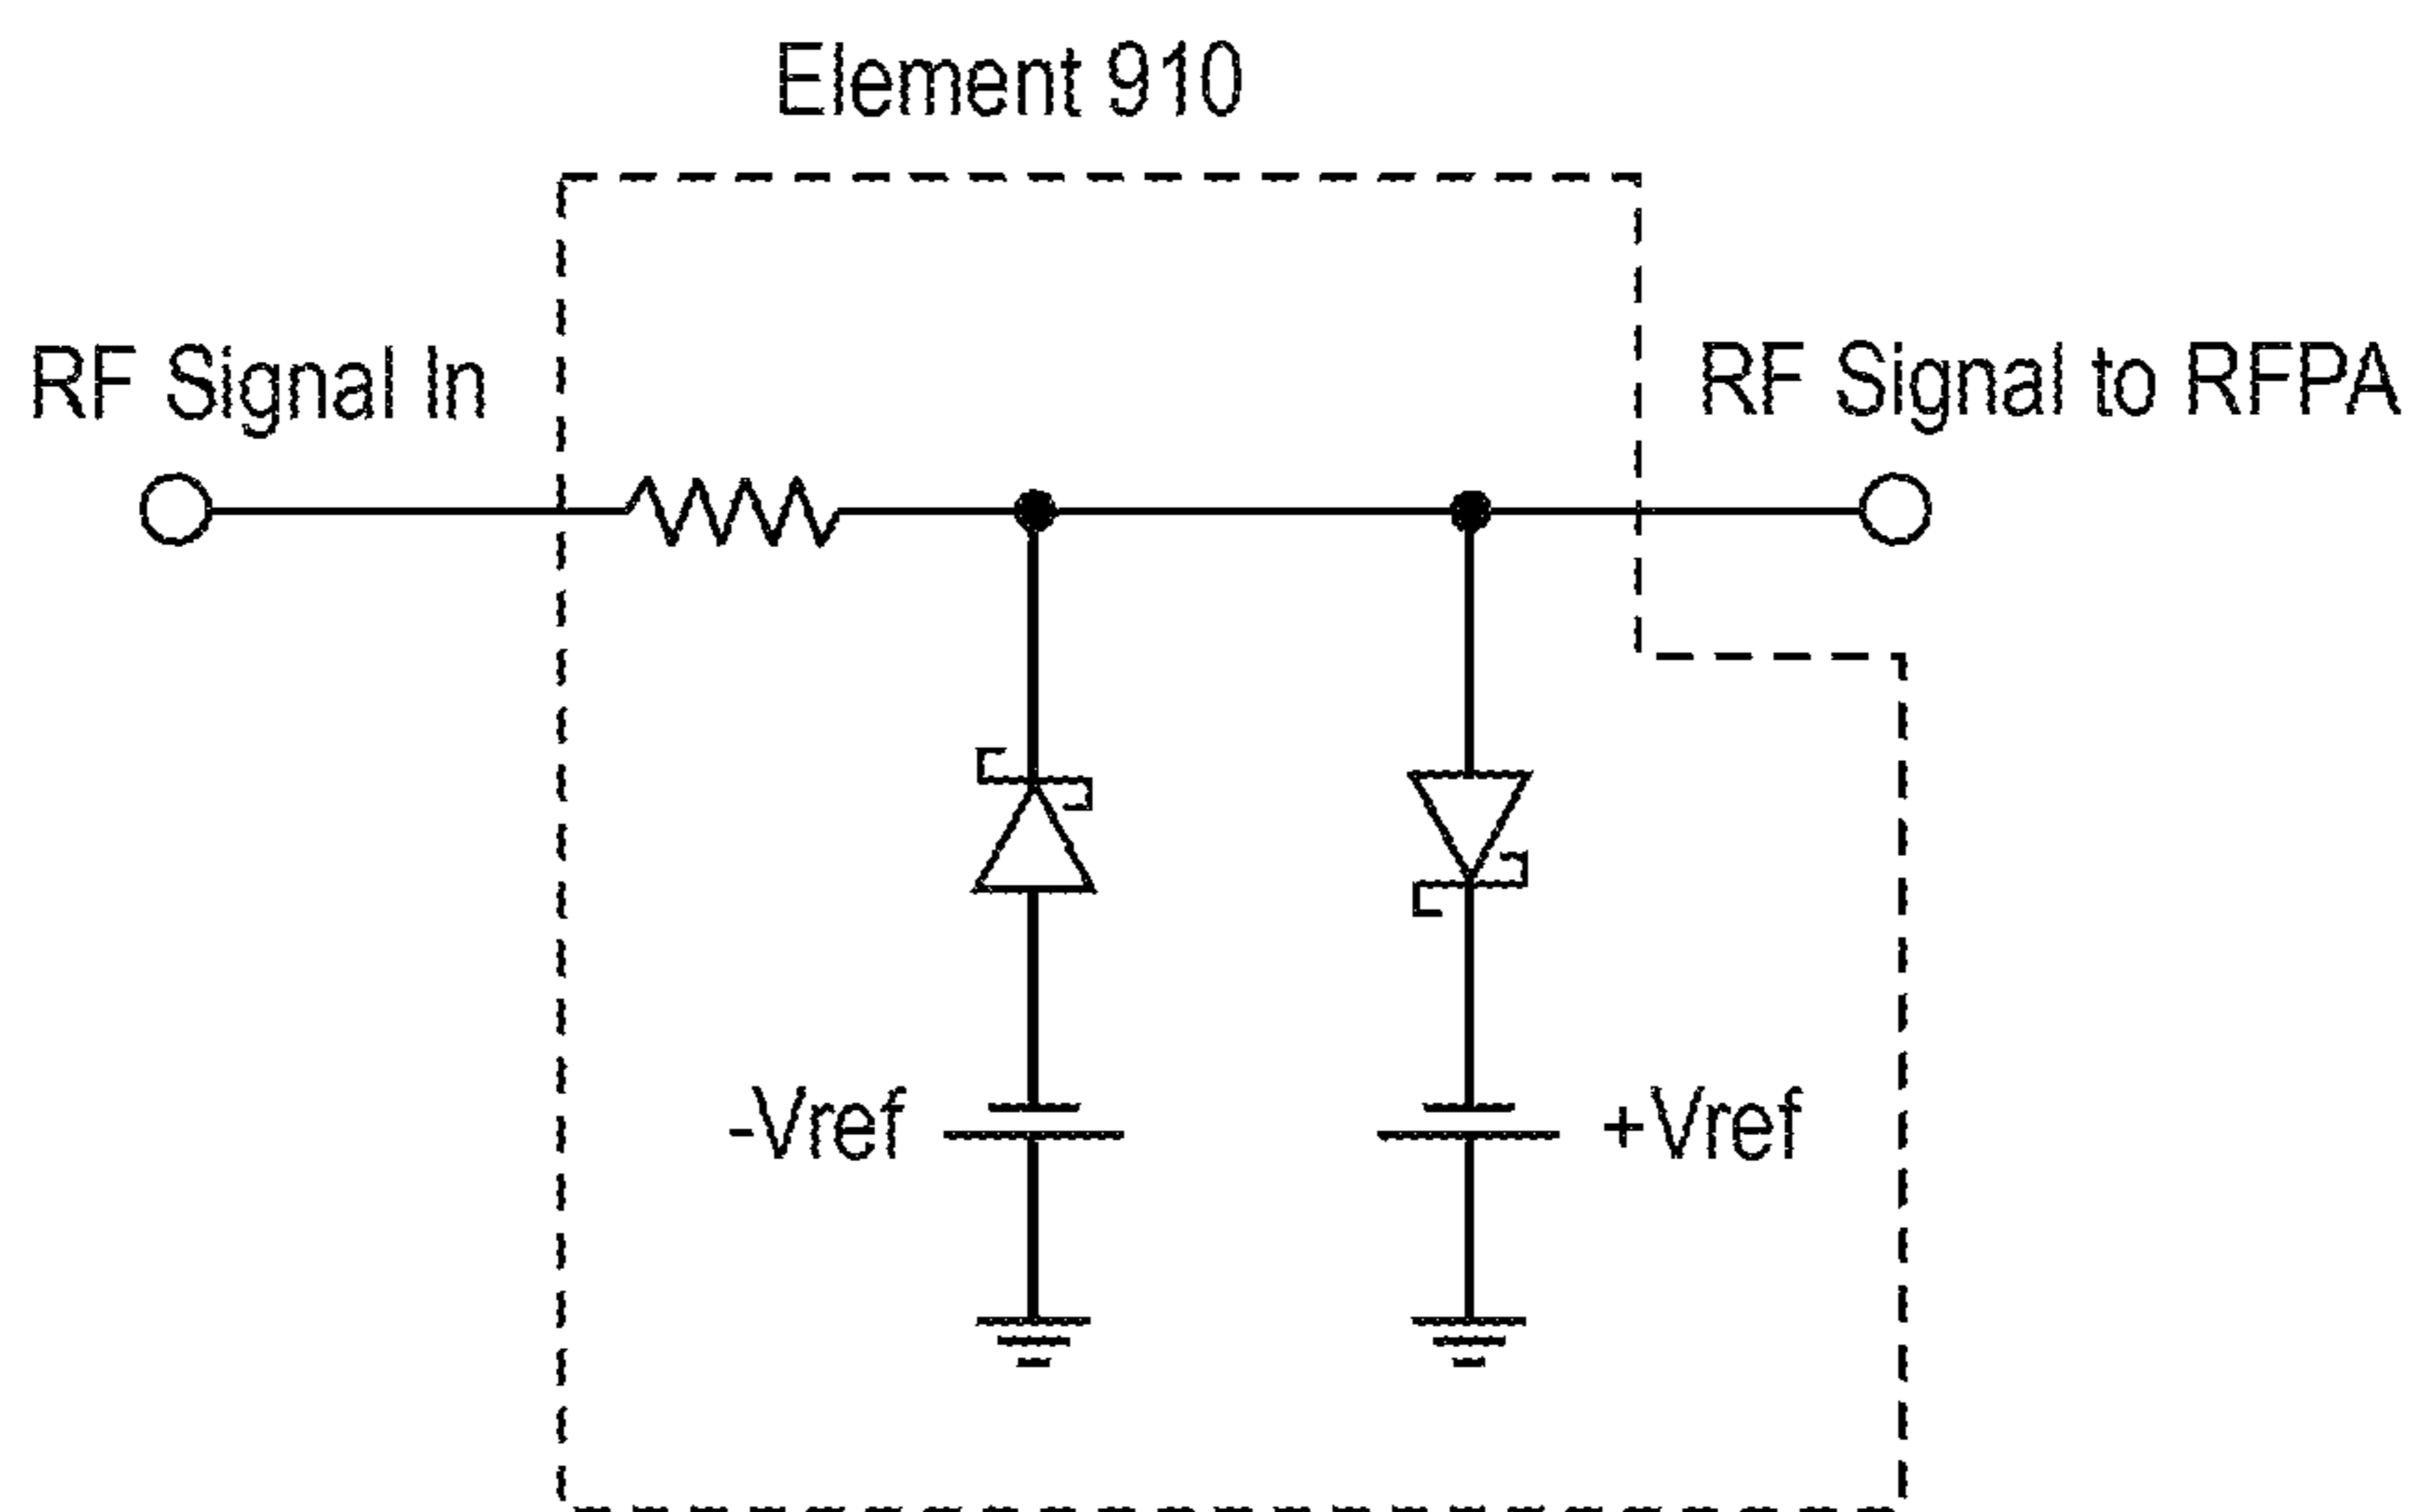 Element 910
RF Signal In
RF Signal to RFPA
-Vref
+Vref